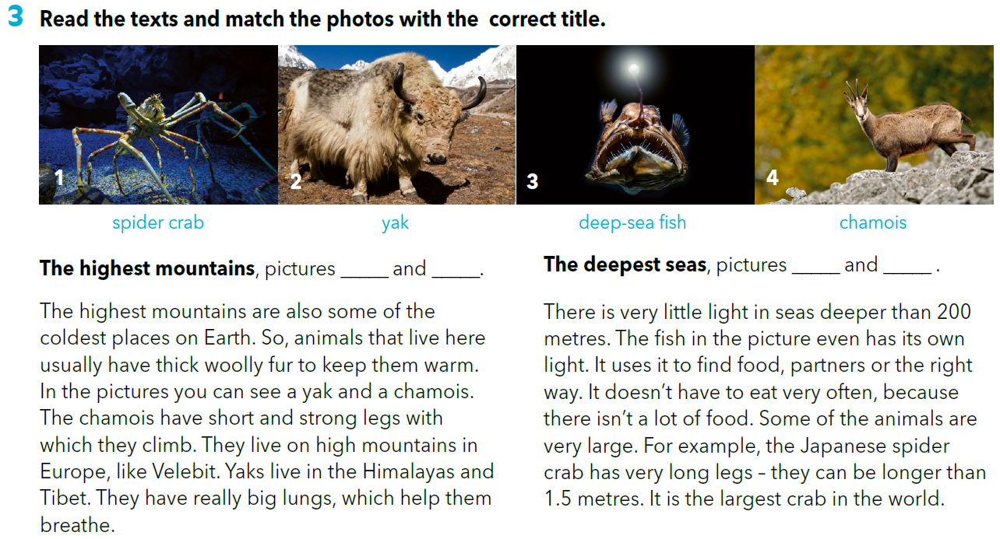 3 Read the texts and match the photos with the correct title.
1
2
3
4
spider crab
yak
deep-sea fish
chamois
The highest mountains, pictures _____ and _____.
The highest mountains are also some of the
coldest places on Earth. So, animals that live here
usually have thick woolly fur to keep them warm.
In the pictures you can see a yak and a chamois.
The chamois have short and strong legs with
which they climb. They live on high mountains in
Europe, like Velebit. Yaks live in the Himalayas and
Tibet. They have really big lungs, which help them
breathe.
The deepest seas, pictures _____ and _____ .
There is very little light in seas deeper than 200
metres. The fish in the picture even has its own
light. It uses it to find food, partners or the right
way. It doesn’t have to eat very often, because
there isn’t a lot of food. Some of the animals are
very large. For example, the Japanese spider
crab has very long legs – they can be longer than
1.5 metres. It is the largest crab in the world.